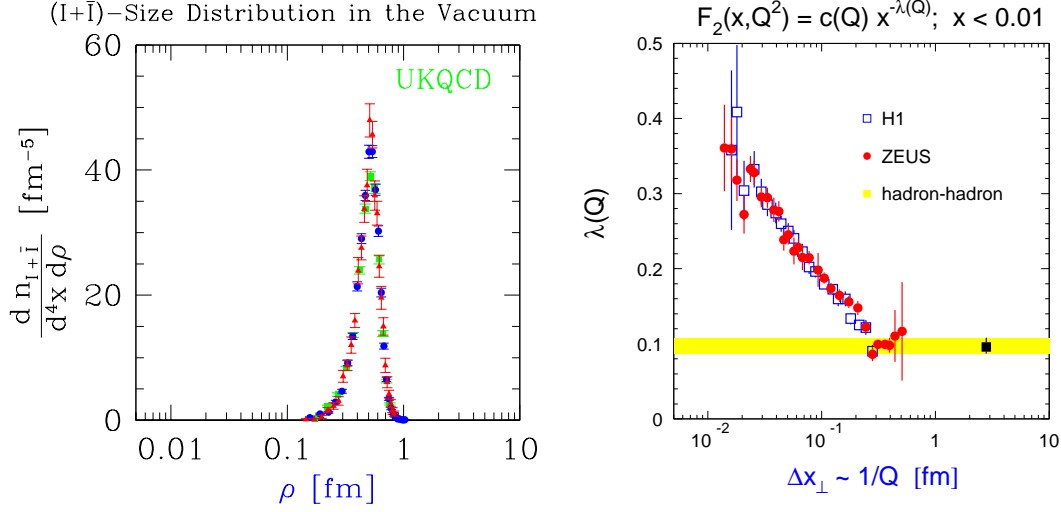 (I+Ī)−Size Distribution in the Vacuum
60
40
20
0
d n_{I+Ī}
d⁴x dρ
[fm⁻⁵]
UKQCD
0.01
0.1
1
10
ρ [fm]
F₂(x,Q²) = c(Q) x^{-λ(Q)}; x < 0.01
0.5
0.4
0.3
0.2
0.1
0
λ(Q)
H1
ZEUS
hadron-hadron
10⁻²
10⁻¹
1
10
Δx⊥ ~ 1/Q [fm]